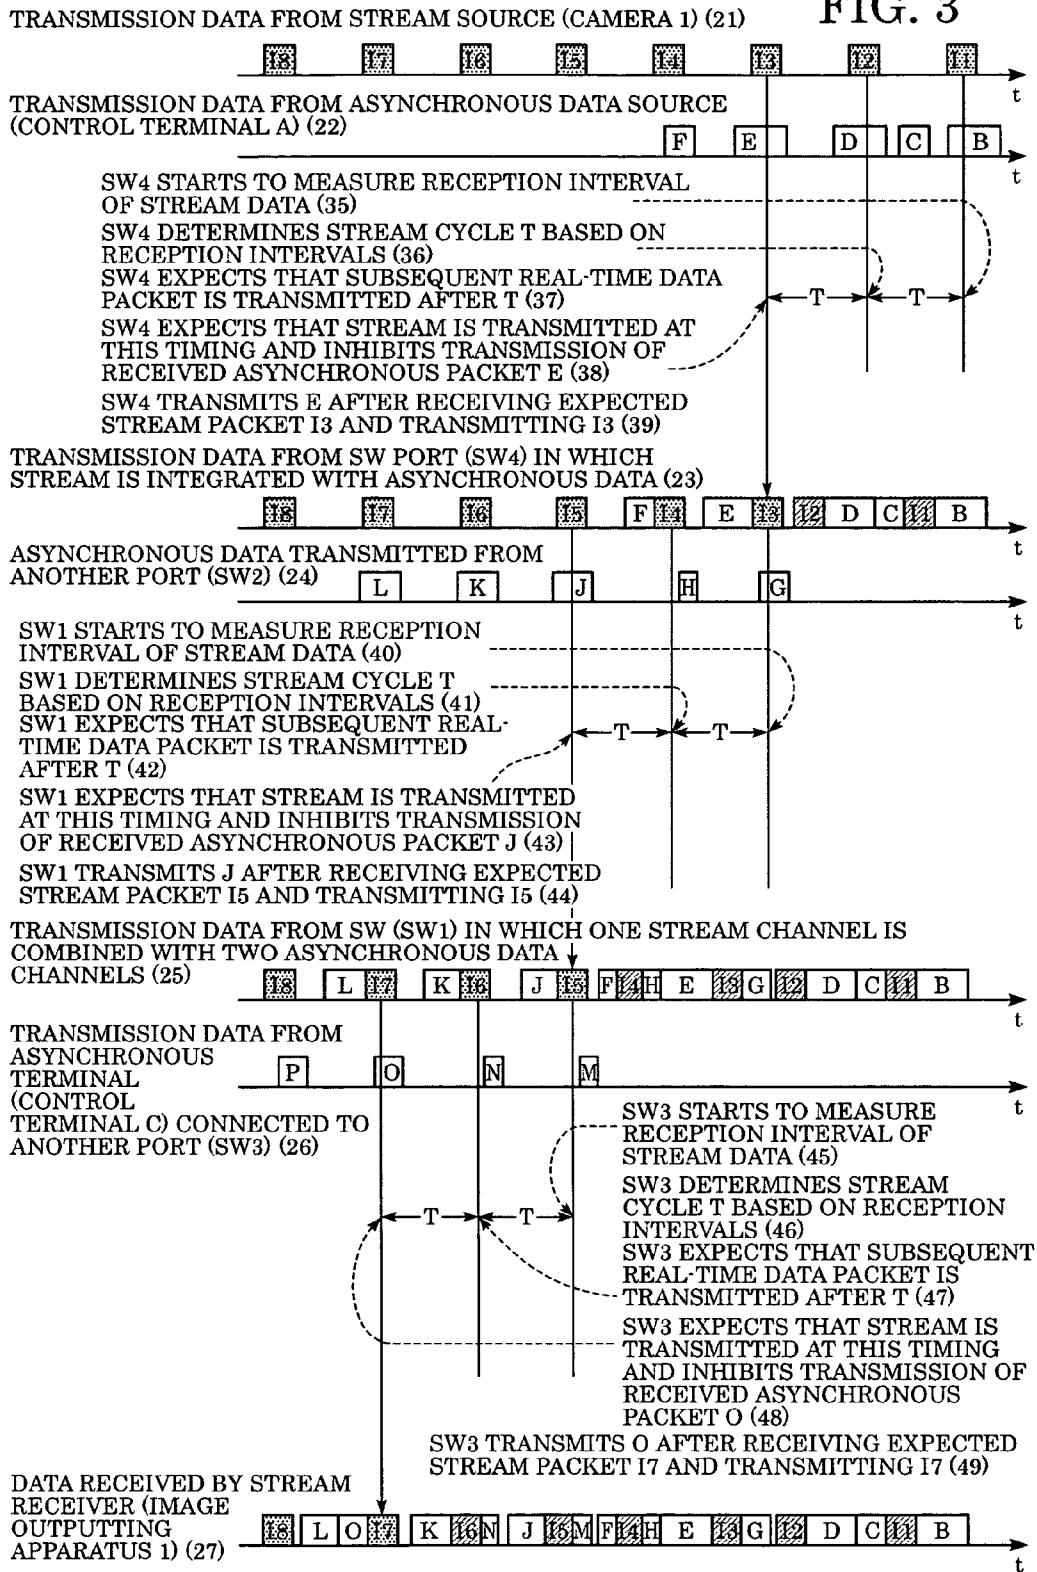 FIG. 3
TRANSMISSION DATA FROM STREAM SOURCE (CAMERA 1) (21)
I8 I7 I6 I5 I4 I3 I2 I1
t
TRANSMISSION DATA FROM ASYNCHRONOUS DATA SOURCE
(CONTROL TERMINAL A) (22)
F E D C B
t
SW4 STARTS TO MEASURE RECEPTION INTERVAL
OF STREAM DATA (35)
SW4 DETERMINES STREAM CYCLE T BASED ON
RECEPTION INTERVALS (36)
SW4 EXPECTS THAT SUBSEQUENT REAL-TIME DATA
PACKET IS TRANSMITTED AFTER T (37)
T T
SW4 EXPECTS THAT STREAM IS TRANSMITTED AT
THIS TIMING AND INHIBITS TRANSMISSION OF
RECEIVED ASYNCHRONOUS PACKET E (38)
SW4 TRANSMITS E AFTER RECEIVING EXPECTED
STREAM PACKET I3 AND TRANSMITTING I3 (39)
TRANSMISSION DATA FROM SW PORT (SW4) IN WHICH
STREAM IS INTEGRATED WITH ASYNCHRONOUS DATA (23)
I8 I7 I6 I5 F I4 E I3 I2 D C I1 B
t
ASYNCHRONOUS DATA TRANSMITTED FROM
ANOTHER PORT (SW2) (24)
L K J H G
t
SW1 STARTS TO MEASURE RECEPTION
INTERVAL OF STREAM DATA (40)
SW1 DETERMINES STREAM CYCLE T
BASED ON RECEPTION INTERVALS (41)
SW1 EXPECTS THAT SUBSEQUENT REAL-
TIME DATA PACKET IS TRANSMITTED
AFTER T (42)
T T
SW1 EXPECTS THAT STREAM IS TRANSMITTED
AT THIS TIMING AND INHIBITS TRANSMISSION
OF RECEIVED ASYNCHRONOUS PACKET J (43)
SW1 TRANSMITS J AFTER RECEIVING EXPECTED
STREAM PACKET I5 AND TRANSMITTING I5 (44)
TRANSMISSION DATA FROM SW (SW1) IN WHICH ONE STREAM CHANNEL IS
COMBINED WITH TWO ASYNCHRONOUS DATA
CHANNELS (25)
I8 L I7 K I6 J I5 F I4 H E I3 G I2 D C I1 B
t
TRANSMISSION DATA FROM
ASYNCHRONOUS
TERMINAL
(CONTROL
TERMINAL C) CONNECTED TO
ANOTHER PORT (SW3) (26)
P O N M
t
SW3 STARTS TO MEASURE
RECEPTION INTERVAL OF
STREAM DATA (45)
SW3 DETERMINES STREAM
CYCLE T BASED ON RECEPTION
INTERVALS (46)
T T
SW3 EXPECTS THAT SUBSEQUENT
REAL-TIME DATA PACKET IS
TRANSMITTED AFTER T (47)
SW3 EXPECTS THAT STREAM IS
TRANSMITTED AT THIS TIMING
AND INHIBITS TRANSMISSION OF
RECEIVED ASYNCHRONOUS
PACKET O (48)
SW3 TRANSMITS O AFTER RECEIVING EXPECTED
STREAM PACKET I7 AND TRANSMITTING I7 (49)
DATA RECEIVED BY STREAM
RECEIVER (IMAGE
OUTPUTTING
APPARATUS 1) (27)
I8 L O I7 K I6 N J I5 M F I4 H E I3 G I2 D C I1 B
t